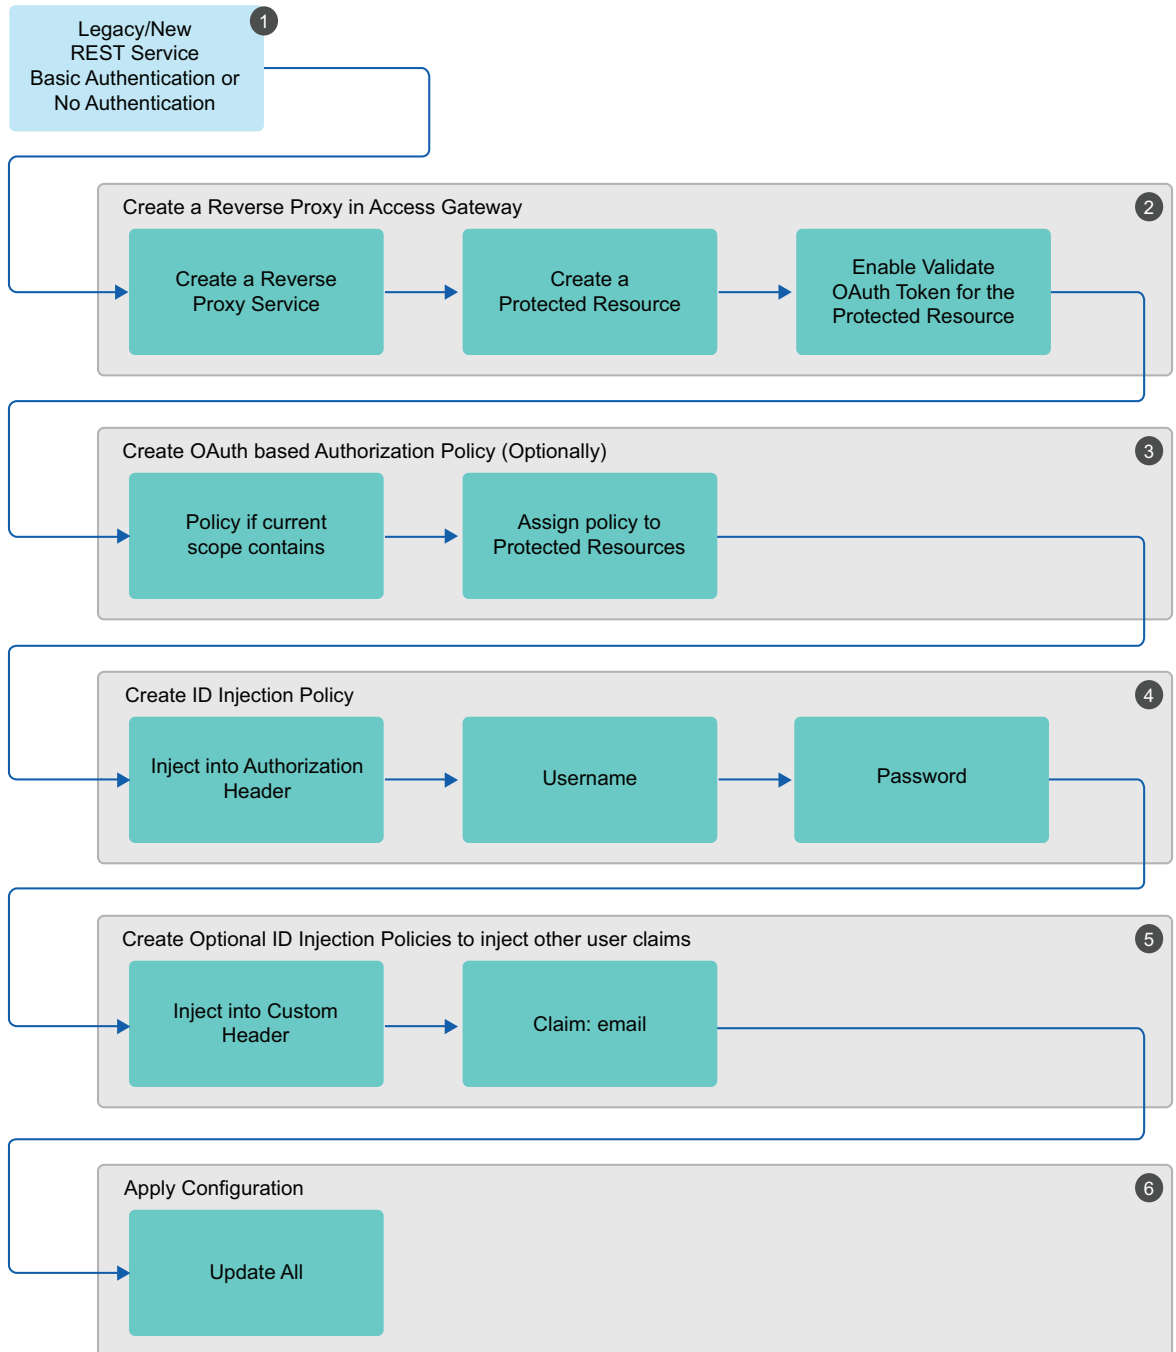 Legacy/New
REST Service
Basic Authentication or
No Authentication
1
Create a Reverse Proxy in Access Gateway
2
Create a Reverse
Proxy Service
Create a
Protected Resource
Enable Validate
OAuth Token for the
Protected Resource
Create OAuth based Authorization Policy (Optionally)
3
Policy if current
scope contains
Assign policy to
Protected Resources
Create ID Injection Policy
4
Inject into Authorization
Header
Username
Password
Create Optional ID Injection Policies to inject other user claims
5
Inject into Custom
Header
Claim: email
Apply Configuration
6
Update All